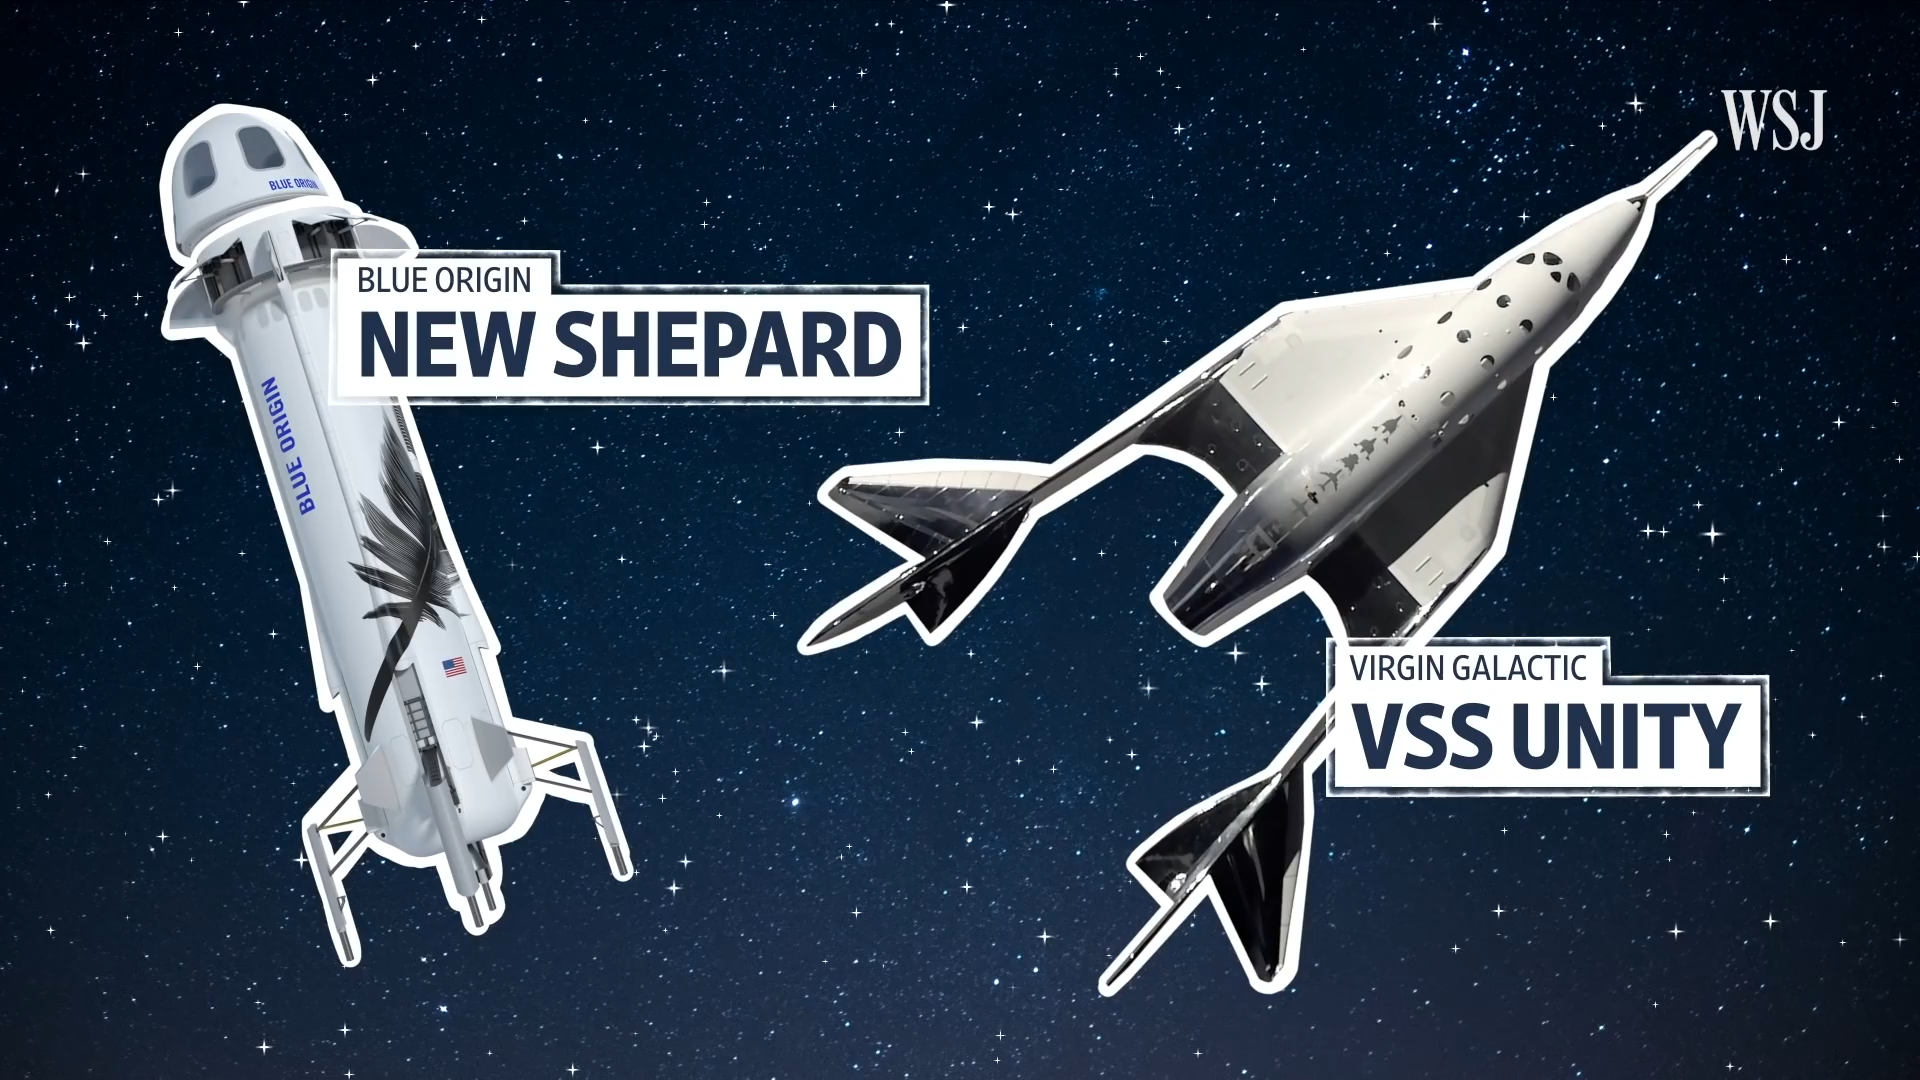 WSJ
BLUE ORIGIN
BLUE ORIGIN
NEW SHEPARD
BLUE ORIGIN
VIRGIN GALACTIC
VSS UNITY